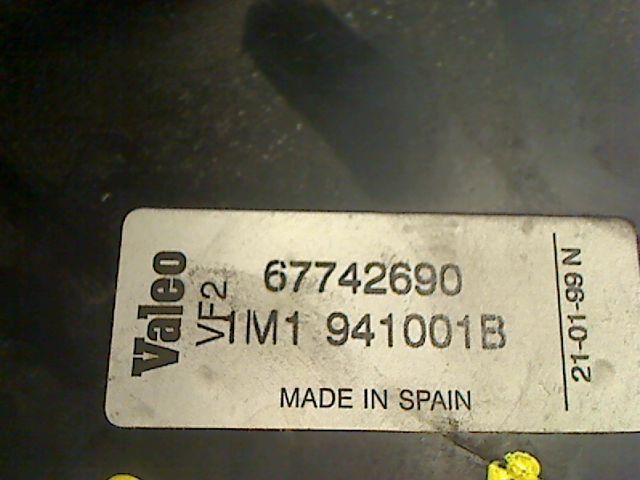 Valeo
VF2
67742690
1M1 941001B
MADE IN SPAIN
21-01-99 N